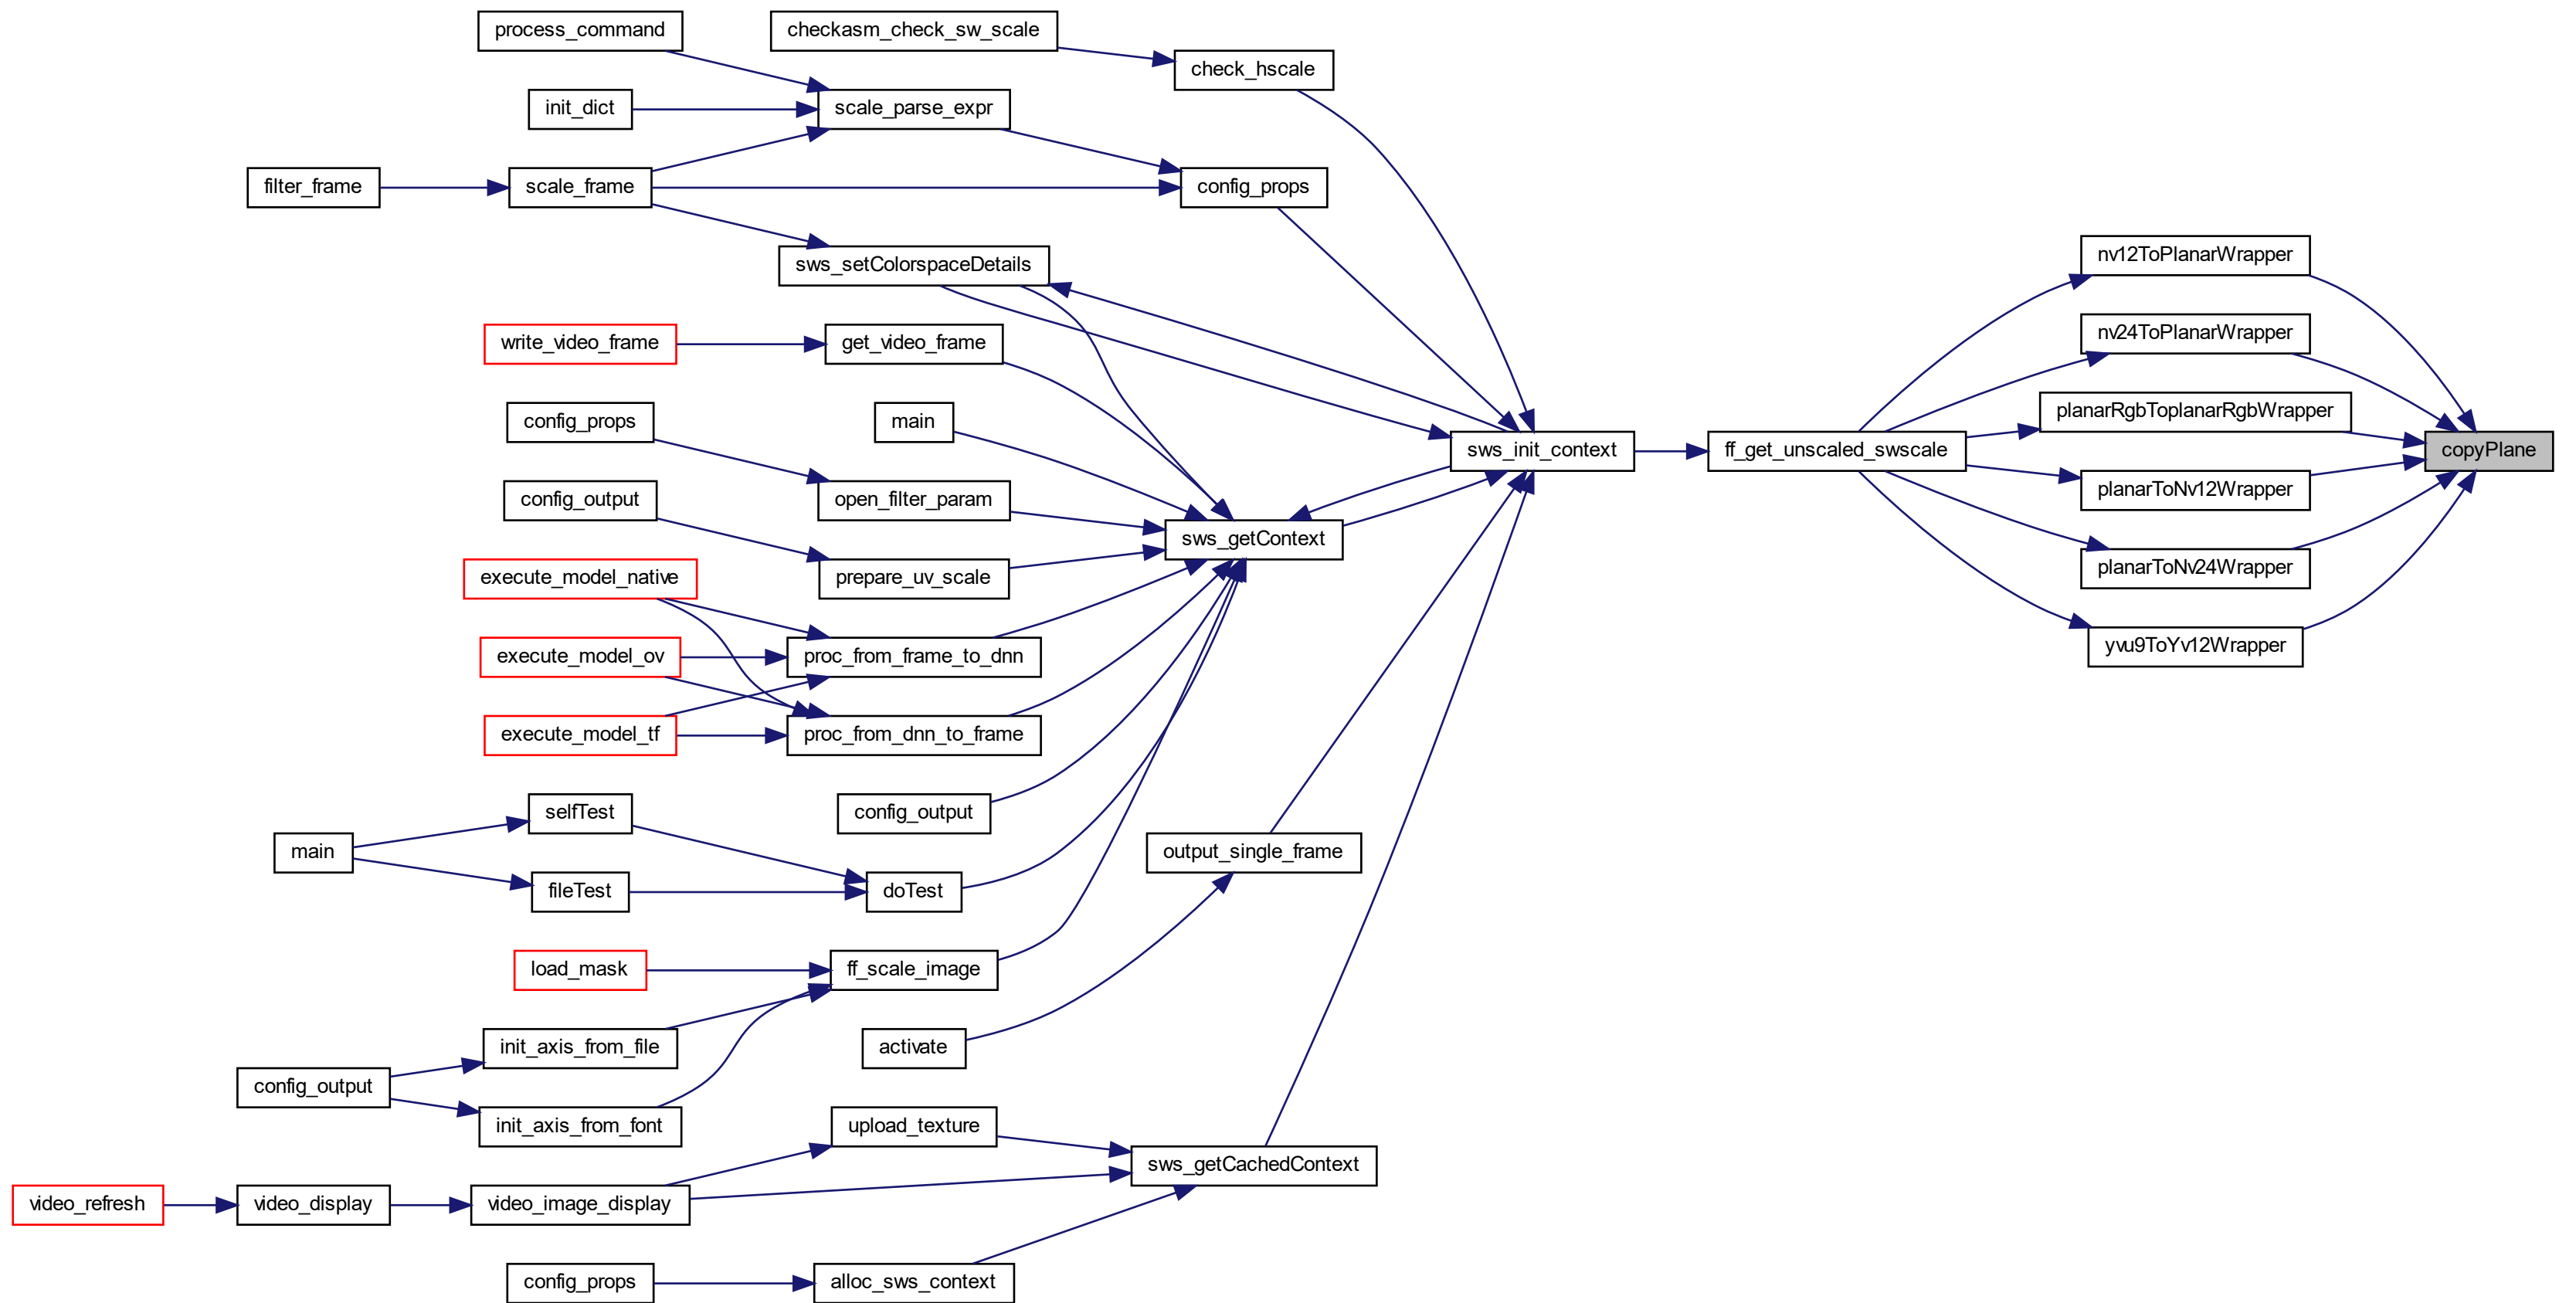 process_command
checkasm_check_sw_scale
check_hscale
init_dict
scale_parse_expr
filter_frame
scale_frame
config_props
sws_setColorspaceDetails
nv12ToPlanarWrapper
write_video_frame
get_video_frame
nv24ToPlanarWrapper
config_props
main
planarRgbToplanarRgbWrapper
sws_init_context
ff_get_unscaled_swscale
copyPlane
config_output
open_filter_param
planarToNv12Wrapper
sws_getContext
execute_model_native
prepare_uv_scale
planarToNv24Wrapper
execute_model_ov
proc_from_frame_to_dnn
yvu9ToYv12Wrapper
execute_model_tf
proc_from_dnn_to_frame
selfTest
config_output
main
output_single_frame
fileTest
doTest
load_mask
ff_scale_image
init_axis_from_file
activate
config_output
init_axis_from_font
upload_texture
sws_getCachedContext
video_refresh
video_display
video_image_display
config_props
alloc_sws_context